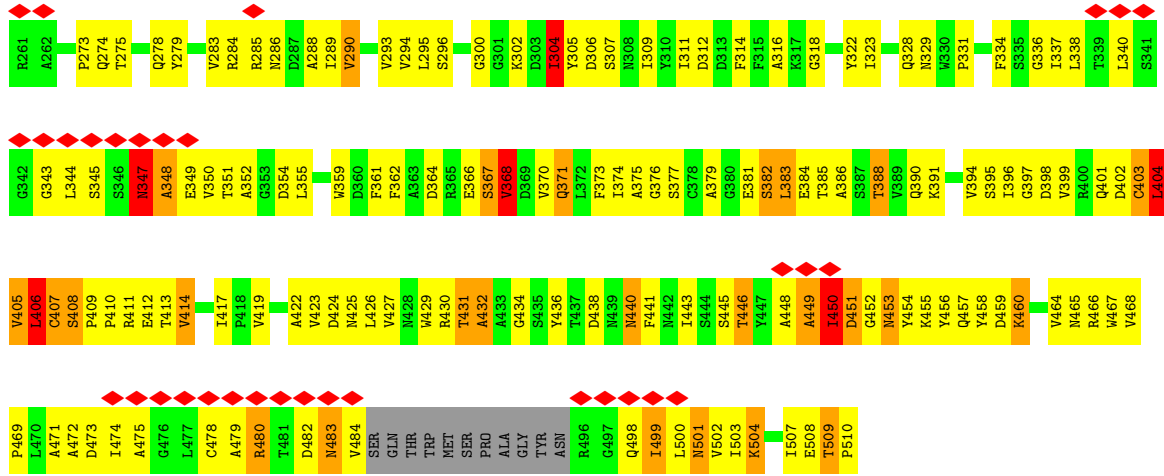 R261 A262 P273 Q274 T275 Q278 Y279 V283 R284 R285 N286 D287 A288 I289 V290 V293 V294 L295 S296 G300 G301 K302 D303 I304 Y305 D306 S307 N308 I309 Y310 I311 D312 D313 F314 F315 A316 K317 G318 Y322 I323 Q328 N329 W330 P331 F334 S335 G336 I337 L338 T339 L340 S341
G342 G343 L344 S345 S346 N347 A348 E349 V350 T351 A352 G353 D354 L355 W359 D360 F361 F362 A363 D364 R365 E366 S367 V368 D369 V370 Q371 L372 F373 I374 A375 G376 S377 C378 A379 G380 E381 S382 L383 E384 T385 A386 S387 T388 V389 Q390 K391 V394 S395 I396 G397 D398 V399 R400 Q401 D402 C403 L404
V405 L406 C407 S408 P409 P410 R411 E412 T413 V414 I417 P418 V419 A422 V423 D424 N425 L426 V427 N428 W429 R430 T431 A432 A433 G434 S435 Y436 T437 D438 N439 N440 F441 N442 I443 S444 S445 T446 Y447 A448 A449 I450 D451 G452 N453 Y454 K455 Y456 Q457 Y458 D459 K460 V464 N465 R466 W467 V468
P469 L470 A471 A472 D473 I474 A475 G476 L477 C478 A479 R480 T481 D482 N483 V484 SER GLN THR TRP MET SER PRO ALA GLY TYR ASN R496 G497 Q498 I499 L500 N501 V502 I503 K504 I507 E508 T509 P510